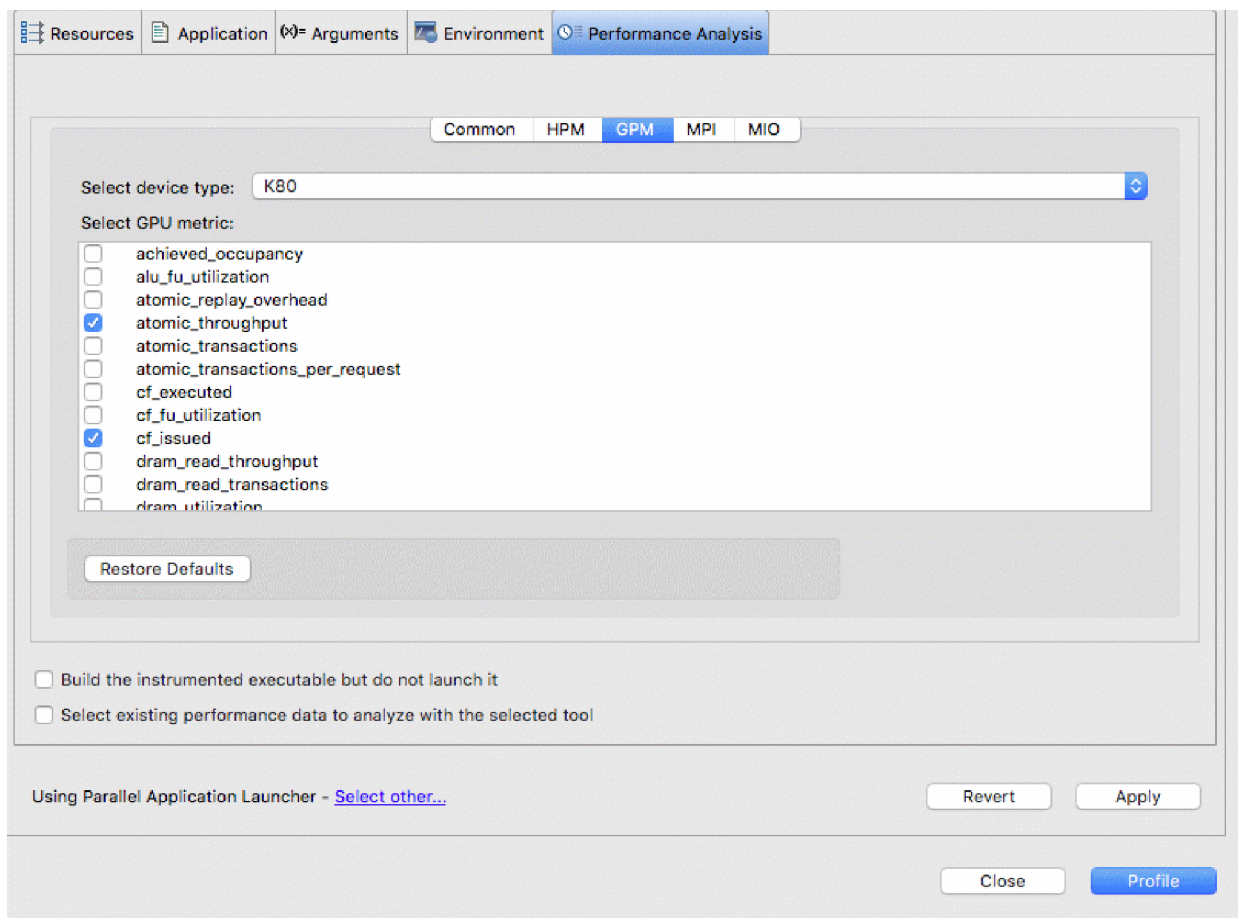 Resources Application (x)= Arguments Environment Performance Analysis
Common HPM GPM MPI MIO
Select device type: K80
Select GPU metric:
achieved_occupancy
alu_fu_utilization
atomic_replay_overhead
atomic_throughput
atomic_transactions
atomic_transactions_per_request
cf_executed
cf_fu_utilization
cf_issued
dram_read_throughput
dram_read_transactions
dram_utilization
Restore Defaults
Build the instrumented executable but do not launch it
Select existing performance data to analyze with the selected tool
Using Parallel Application Launcher - Select other... Revert Apply
Close Profile